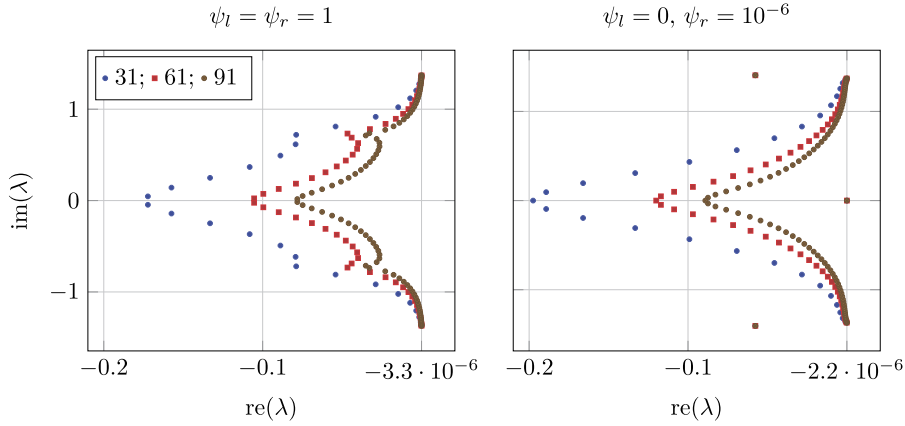 ψ_l = ψ_r = 1
ψ_l = 0, ψ_r = 10^{−6}
31; 61; 91
1
0
−1
im(λ)
−0.2 −0.1 −3.3 · 10^{−6}
re(λ)
−0.2 −0.1 −2.2 · 10^{−6}
re(λ)